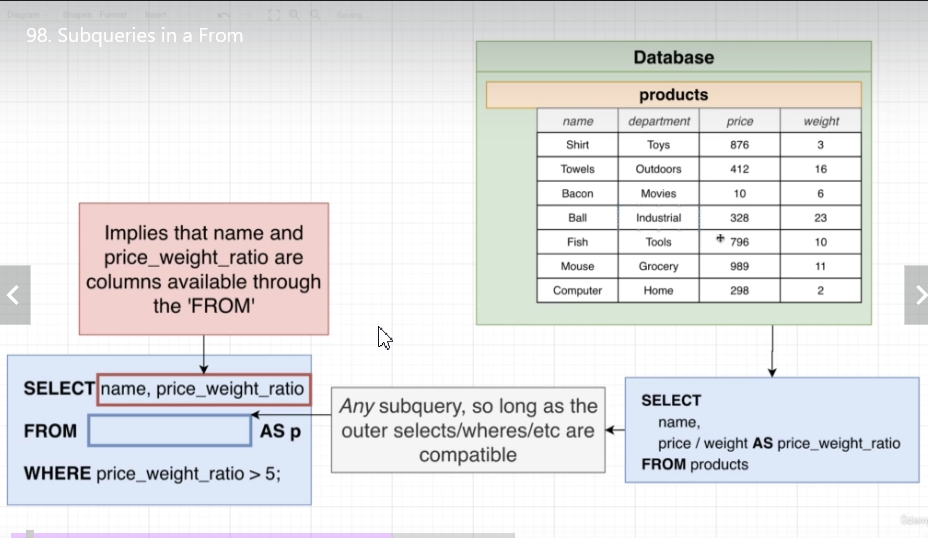 Diagram Shapes Format Insert
98. Subqueries in a From
Database
products
name department price weight
Shirt Toys 876 3
Towels Outdoors 412 16
Bacon Movies 10 6
Ball Industrial 328 23
Fish Tools 796 10
Mouse Grocery 989 11
Computer Home 298 2
Implies that name and
price_weight_ratio are
columns available through
the 'FROM'
SELECT name, price_weight_ratio
FROM AS p
WHERE price_weight_ratio > 5;
Any subquery, so long as the
outer selects/wheres/etc are
compatible
SELECT
name,
price / weight AS price_weight_ratio
FROM products